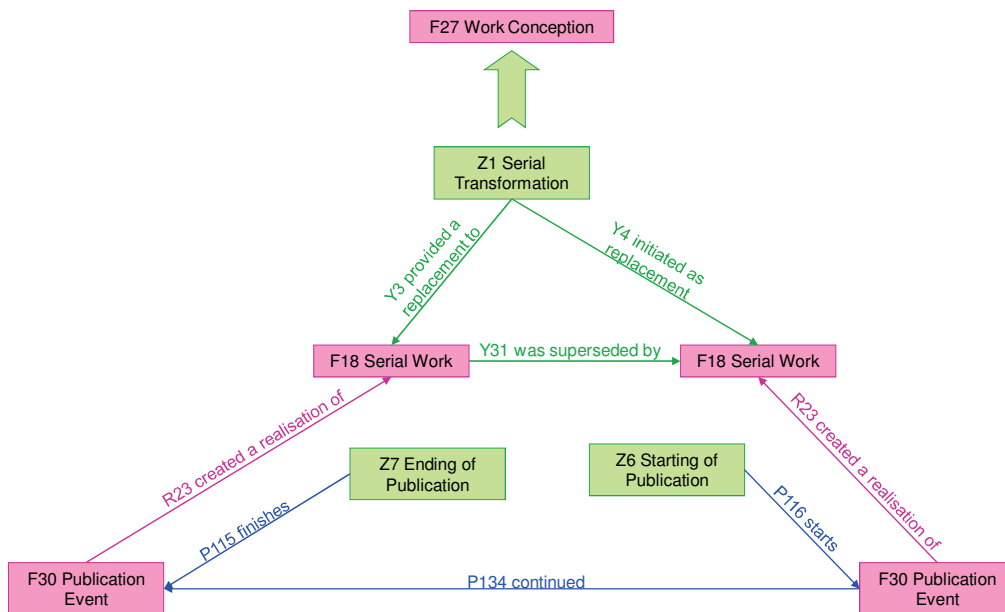 F27 Work Conception
Z1 Serial
Transformation
Y3 provided a
replacement to
Y4 initiated as
replacement
F18 Serial Work
Y31 was superseded by
F18 Serial Work
R23 created a realisation of
R23 created a realisation of
Z7 Ending of
Publication
Z6 Starting of
Publication
P115 finishes
P116 starts
F30 Publication
Event
P134 continued
F30 Publication
Event